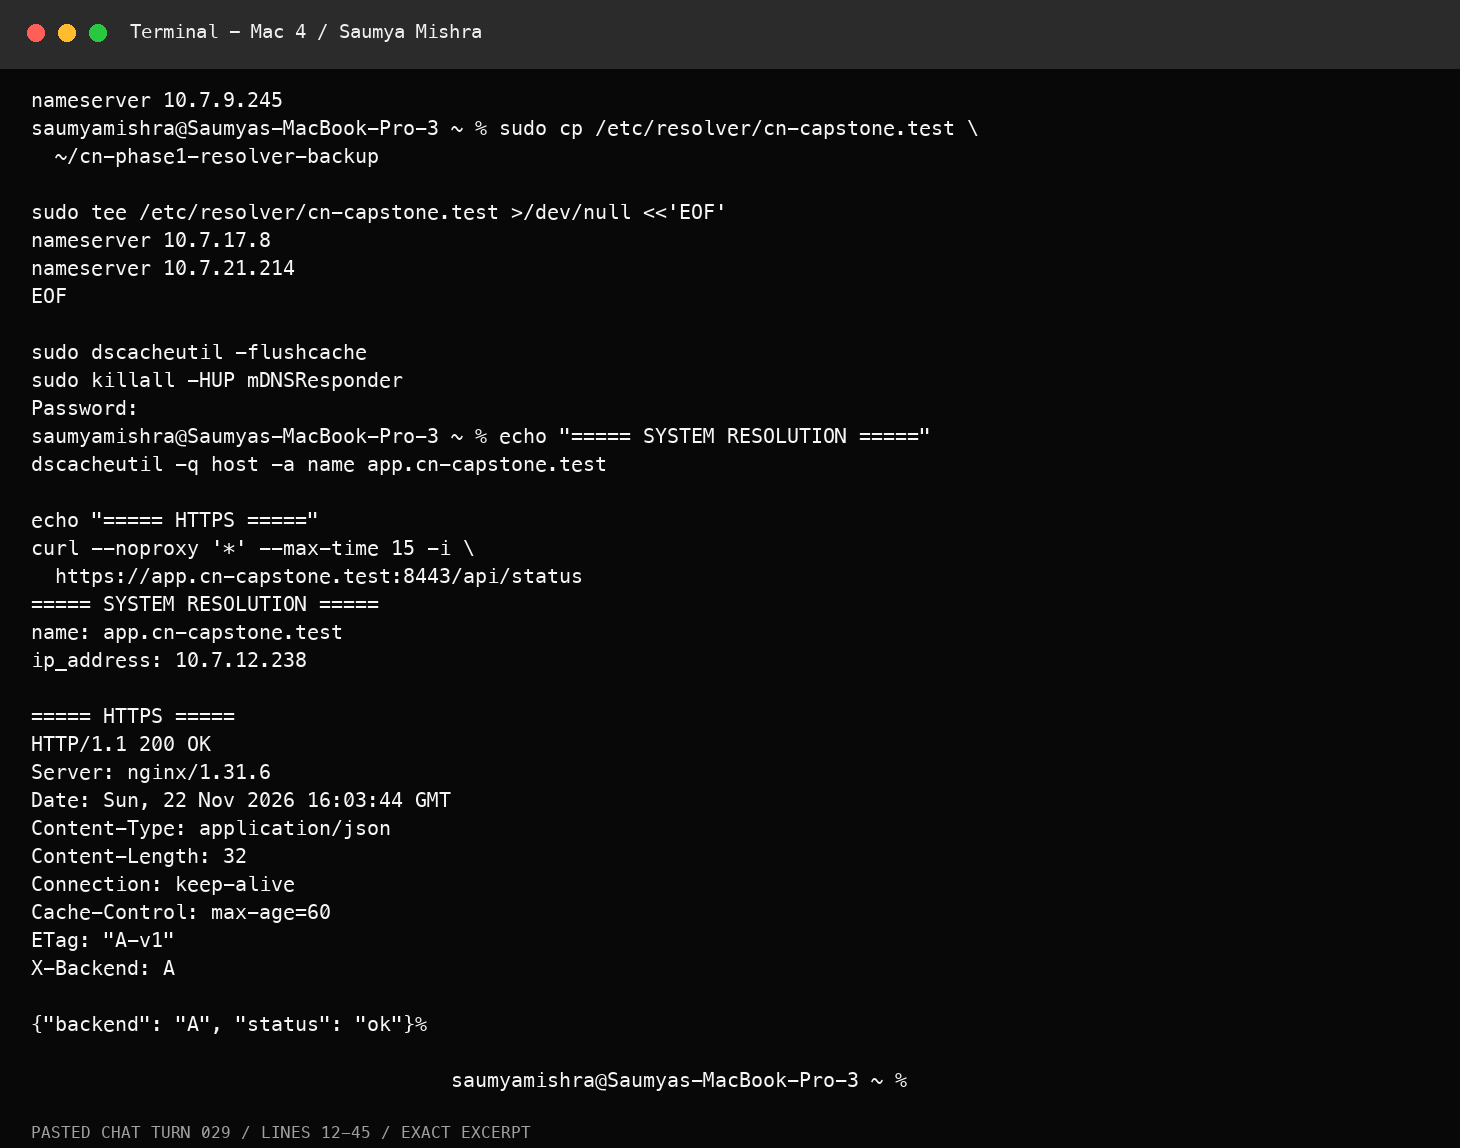 Terminal — Mac 4 / Saumya Mishra
nameserver 10.7.9.245
saumyamishra@Saumyas-MacBook-Pro-3 ~ % sudo cp /etc/resolver/cn-capstone.test \
  ~/cn-phase1-resolver-backup
sudo tee /etc/resolver/cn-capstone.test >/dev/null <<'EOF'
nameserver 10.7.17.8
nameserver 10.7.21.214
EOF
sudo dscacheutil -flushcache
sudo killall -HUP mDNSResponder
Password:
saumyamishra@Saumyas-MacBook-Pro-3 ~ % echo "===== SYSTEM RESOLUTION ====="
dscacheutil -q host -a name app.cn-capstone.test
echo "===== HTTPS ====="
curl --noproxy '*' --max-time 15 -i \
  https://app.cn-capstone.test:8443/api/status
===== SYSTEM RESOLUTION =====
name: app.cn-capstone.test
ip_address: 10.7.12.238
===== HTTPS =====
HTTP/1.1 200 OK
Server: nginx/1.31.6
Date: Sun, 22 Nov 2026 16:03:44 GMT
Content-Type: application/json
Content-Length: 32
Connection: keep-alive
Cache-Control: max-age=60
ETag: "A-v1"
X-Backend: A
{"backend": "A", "status": "ok"}%
saumyamishra@Saumyas-MacBook-Pro-3 ~ %
PASTED CHAT TURN 029 / LINES 12–45 / EXACT EXCERPT